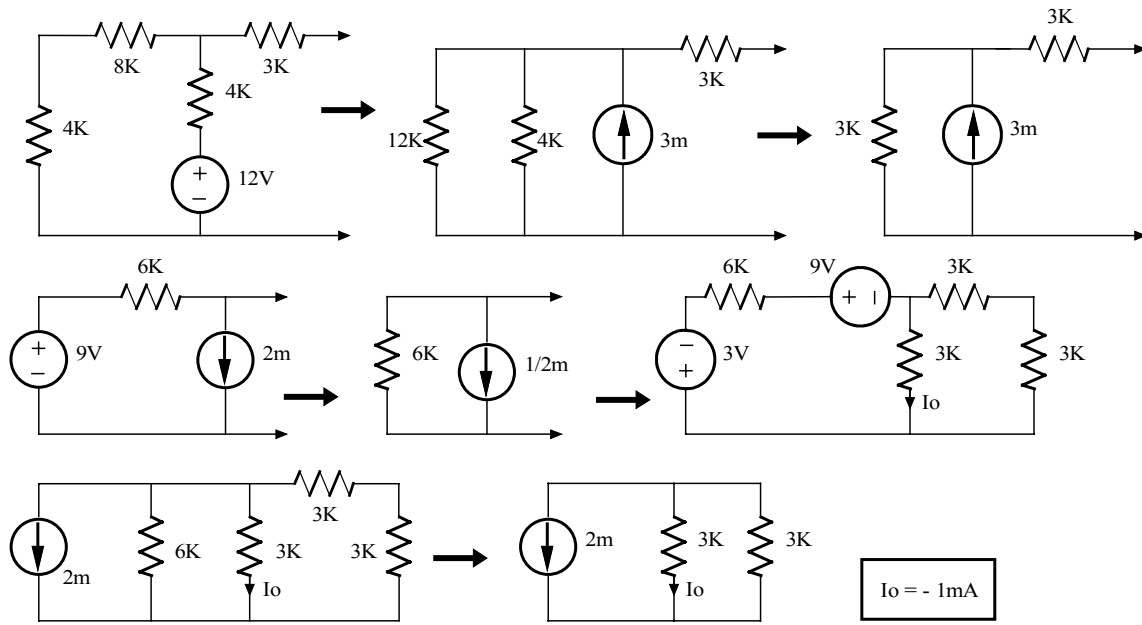 8K
3K
4K
4K
+
−
12V
3K
12K
4K
3m
3K
3K
3m
6K
+
−
9V
2m
6K
1/2m
6K
9V
+ −
3K
−
+
3V
3K
3K
Io
2m
6K
3K
3K
3K
Io
2m
3K
3K
Io
Io = - 1mA